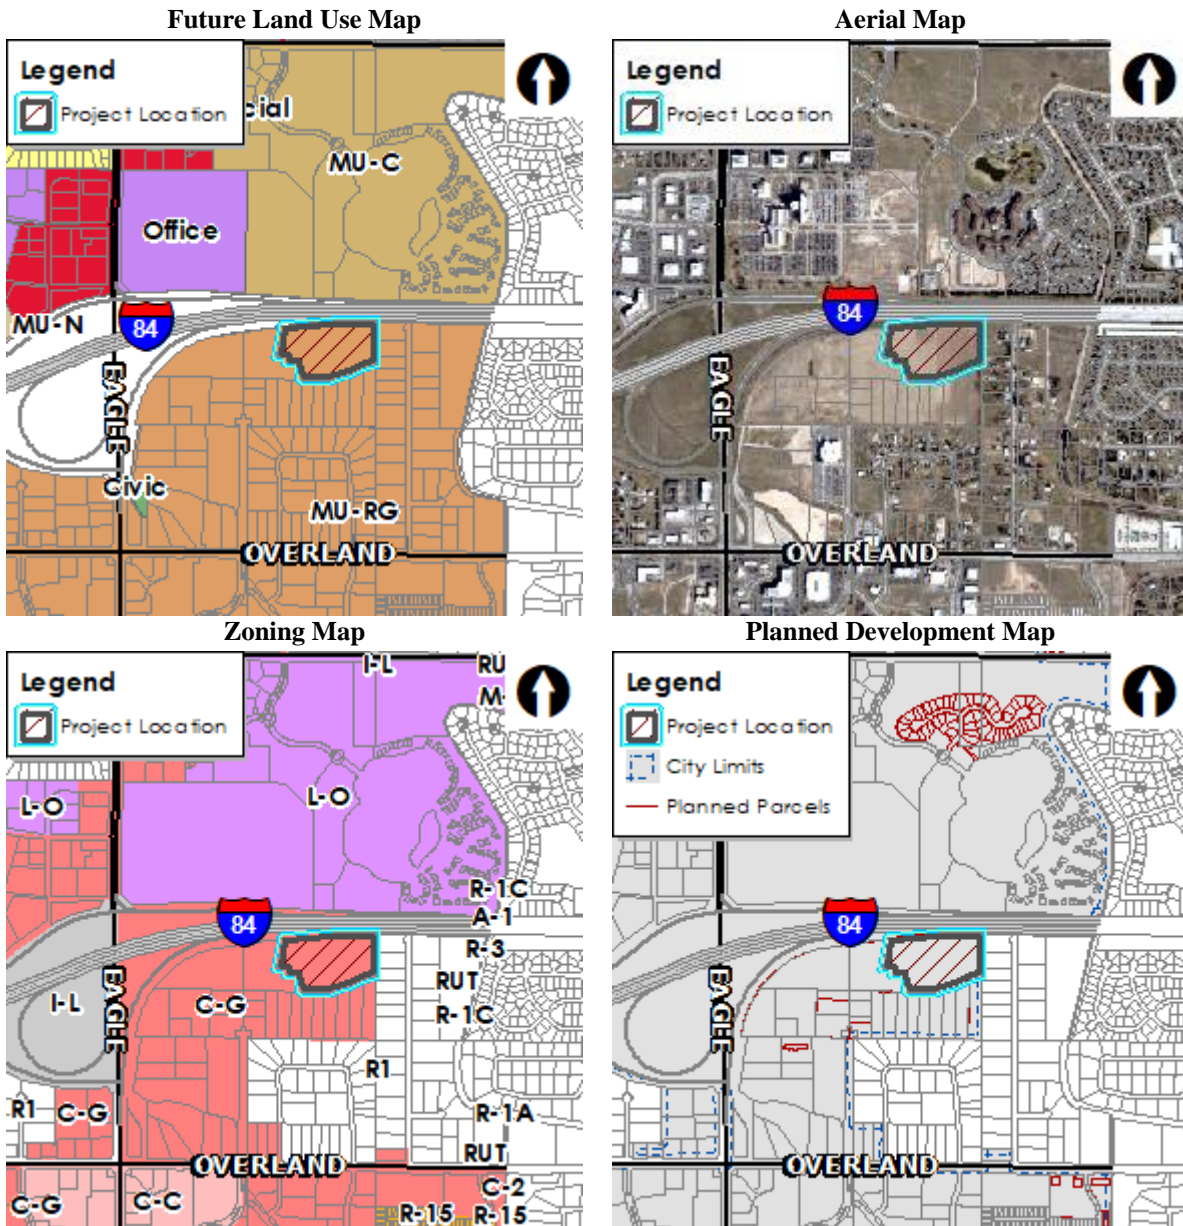 Future Land Use Map
Legend
Project Location
cial
MU-C
Office
MU-N
84
EAGLE
Civic
MU-RG
OVERLAND
Aerial Map
Legend
Project Location
84
EAGLE
OVERLAND
Zoning Map
Legend
Project Location
I-L
RU
M-
L-O
L-O
R-1C
84
A-1
R-3
RUT
I-L
EAGLE
C-G
R-1C
R1
R1
C-G
R-1A
RUT
OVERLAND
C-2
C-G
C-C
R-15
R-15
Planned Development Map
Legend
Project Location
City Limits
Planned Parcels
84
EAGLE
OVERLAND